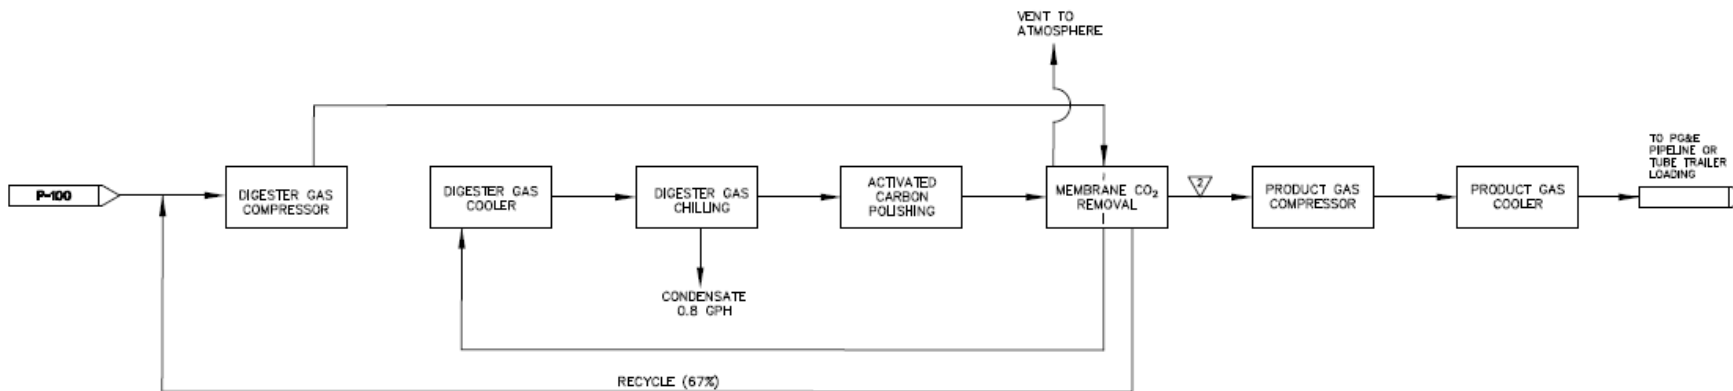 VENT TO
ATMOSPHERE
P-100
DIGESTER GAS
COMPRESSOR
DIGESTER GAS
COOLER
DIGESTER GAS
CHILLING
ACTIVATED
CARBON
POLISHING
MEMBRANE CO₂
REMOVAL
2
PRODUCT GAS
COMPRESSOR
PRODUCT GAS
COOLER
TO PG&E
PIPELINE OR
TUBE TRAILER
LOADING
CONDENSATE
0.8 GPH
RECYCLE (67%)